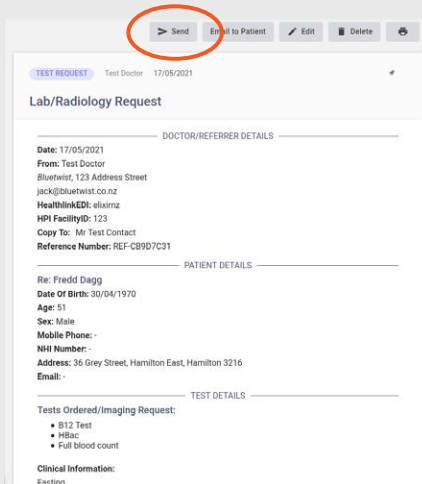 Send Email to Patient Edit Delete
TEST REQUEST Test Doctor 17/05/2021
Lab/Radiology Request
DOCTOR/REFERRER DETAILS
Date: 17/05/2021
From: Test Doctor
Bluetwist, 123 Address Street
jack@bluetwist.co.nz
HealthlinkEDI: elixirnz
HPI FacilityID: 123
Copy To: Mr Test Contact
Reference Number: REF-CB9D7C31
PATIENT DETAILS
Re: Fredd Dagg
Date Of Birth: 30/04/1970
Age: 51
Sex: Male
Mobile Phone: -
NHI Number: -
Address: 36 Grey Street, Hamilton East, Hamilton 3216
Email: -
TEST DETAILS
Tests Ordered/Imaging Request:
• B12 Test
• HBac
• Full blood count
Clinical Information:
Fasting